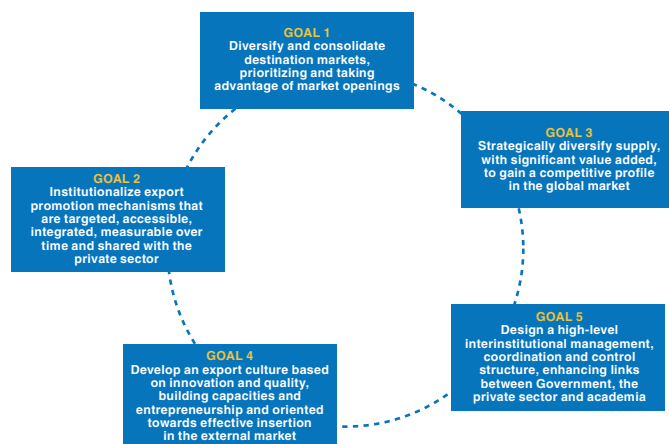 GOAL 1
Diversify and consolidate
destination markets,
prioritizing and taking
advantage of market openings
GOAL 2
Institutionalize export
promotion mechanisms that
are targeted, accessible,
integrated, measurable over
time and shared with the
private sector
GOAL 3
Strategically diversify supply,
with significant value added,
to gain a competitive profile
in the global market
GOAL 4
Develop an export culture based
on innovation and quality,
building capacities and
entrepreneurship and oriented
towards effective insertion
in the external market
GOAL 5
Design a high-level
interinstitutional management,
coordination and control
structure, enhancing links
between Government, the
private sector and academia